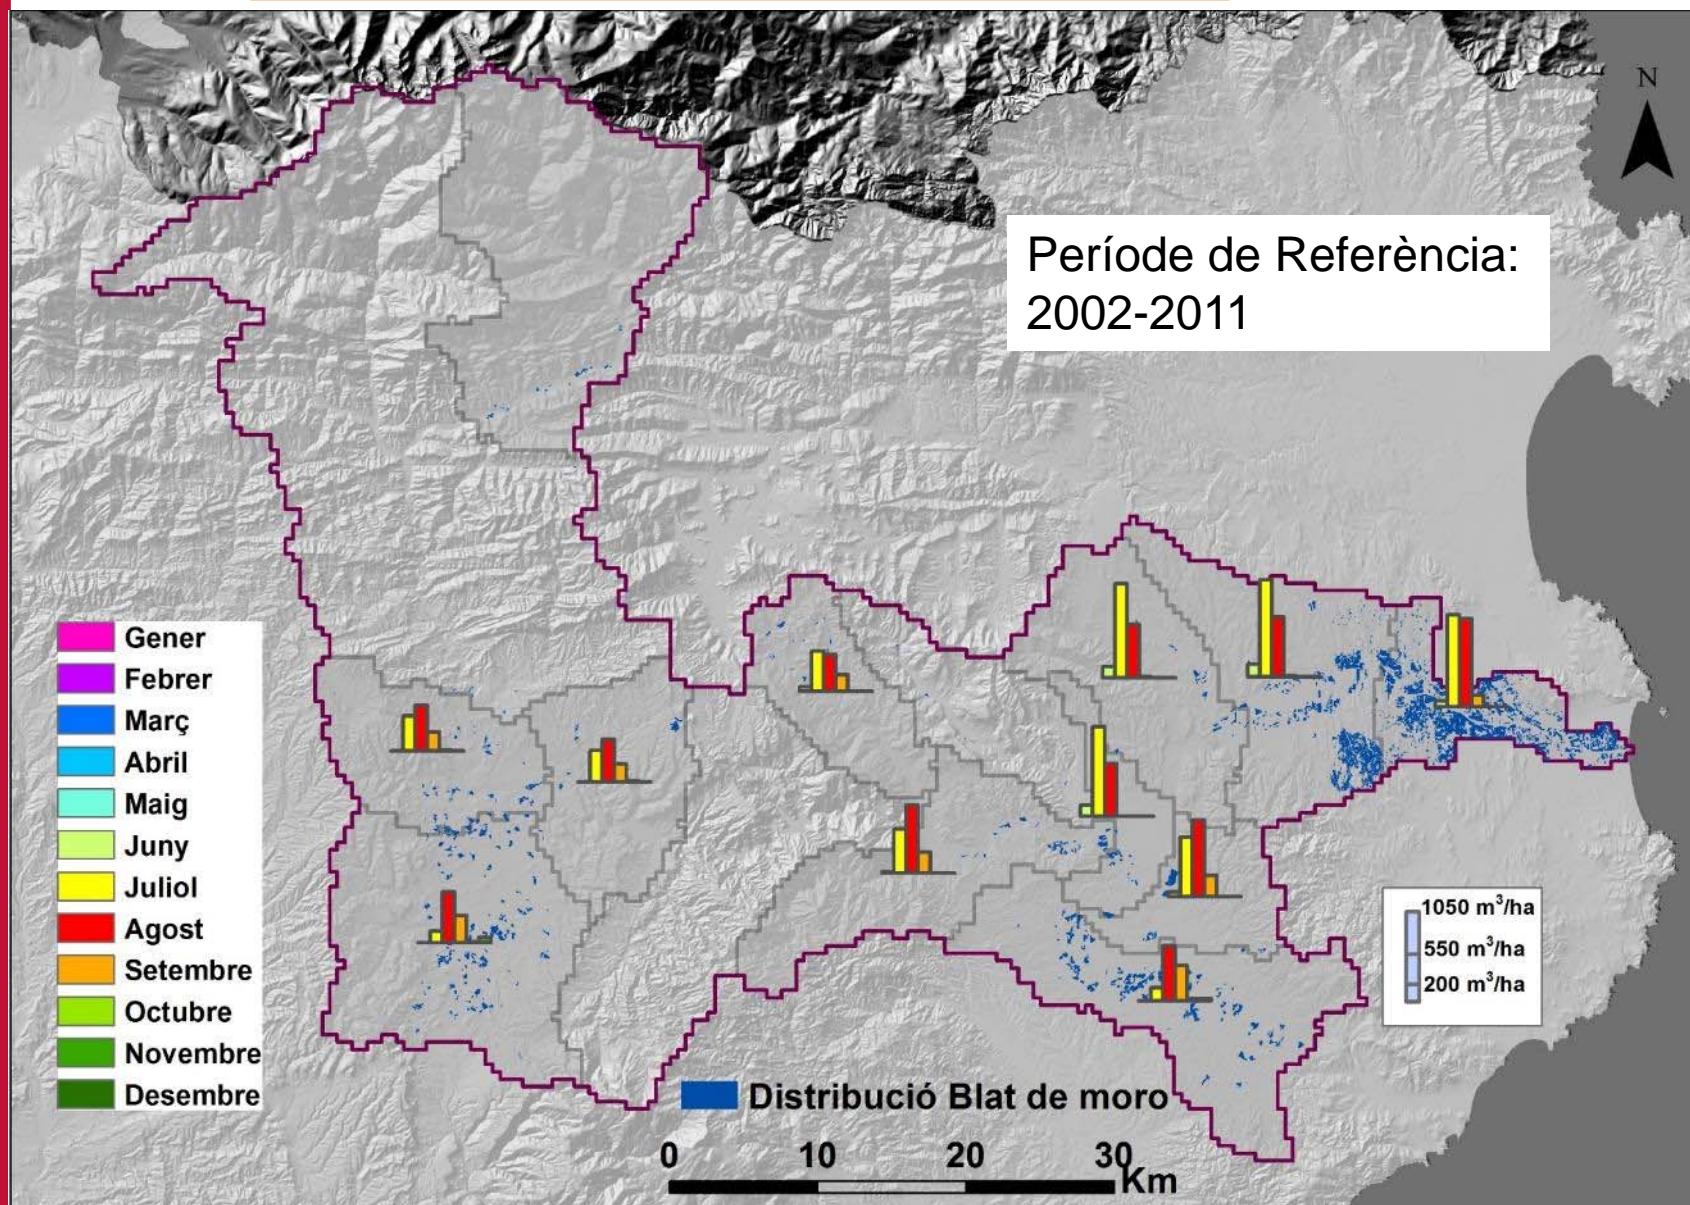 N
Període de Referència:
2002-2011
Gener
Febrer
Març
Abril
Maig
Juny
Juliol
Agost
Setembre
Octubre
Novembre
Desembre
1050 m³/ha
550 m³/ha
200 m³/ha
Distribució Blat de moro
0 10 20 30
Km